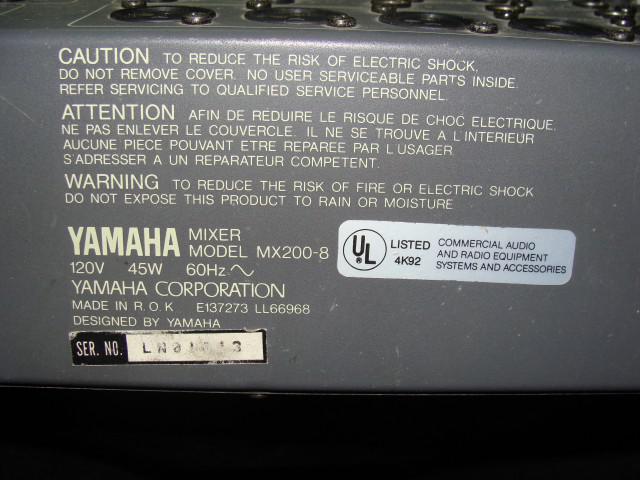 CAUTION TO REDUCE THE RISK OF ELECTRIC SHOCK,
DO NOT REMOVE COVER. NO USER SERVICEABLE PARTS INSIDE.
REFER SERVICING TO QUALIFIED SERVICE PERSONNEL.
ATTENTION AFIN DE REDUIRE LE RISQUE DE CHOC ELECTRIQUE,
NE PAS ENLEVER LE COUVERCLE. IL NE SE TROUVE A L'INTERIEUR
AUCUNE PIECE POUVANT ETRE REPAREE PAR L'USAGER.
S'ADRESSER A UN REPARATEUR COMPETENT.
WARNING TO REDUCE THE RISK OF FIRE OR ELECTRIC SHOCK
DO NOT EXPOSE THIS PRODUCT TO RAIN OR MOISTURE
YAMAHA MIXER MODEL MX200-8
120V 45W 60Hz
YAMAHA CORPORATION
MADE IN R.O.K E137273 LL66968
DESIGNED BY YAMAHA
SER. NO.
UL LISTED 4K92
COMMERCIAL AUDIO
AND RADIO EQUIPMENT
SYSTEMS AND ACCESSORIES